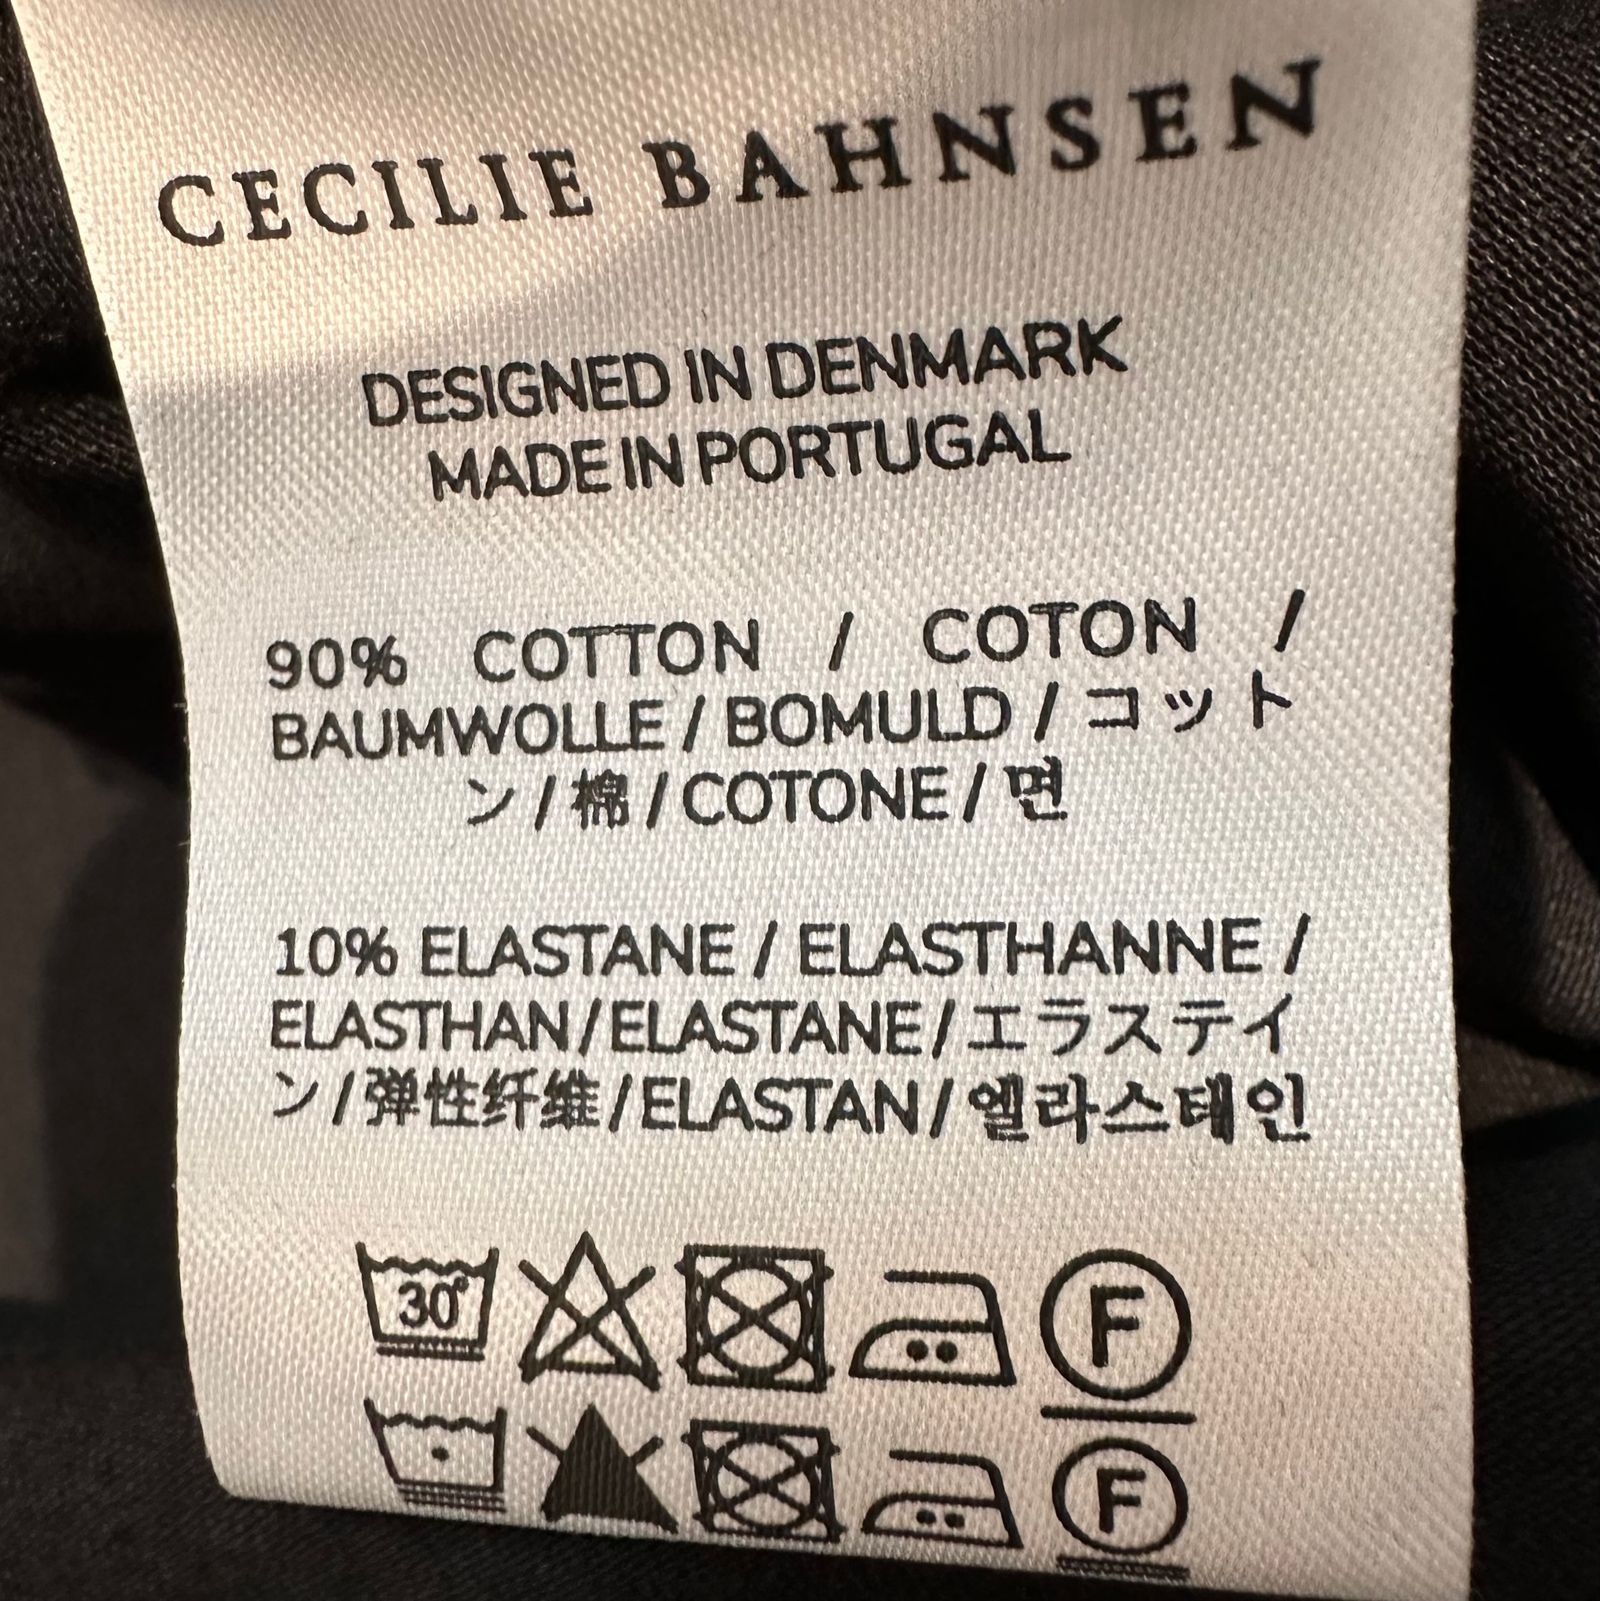 CECILIE BAHNSEN
DESIGNED IN DENMARK
MADE IN PORTUGAL
90% COTTON / COTON /
BAUMWOLLE / BOMULD / コット
ン / 棉 / COTONE / 면
10% ELASTANE / ELASTHANNE /
ELASTHAN / ELASTANE / エラステイ
ン / 弹性纤维 / ELASTAN / 엘라스테인
30° F
F